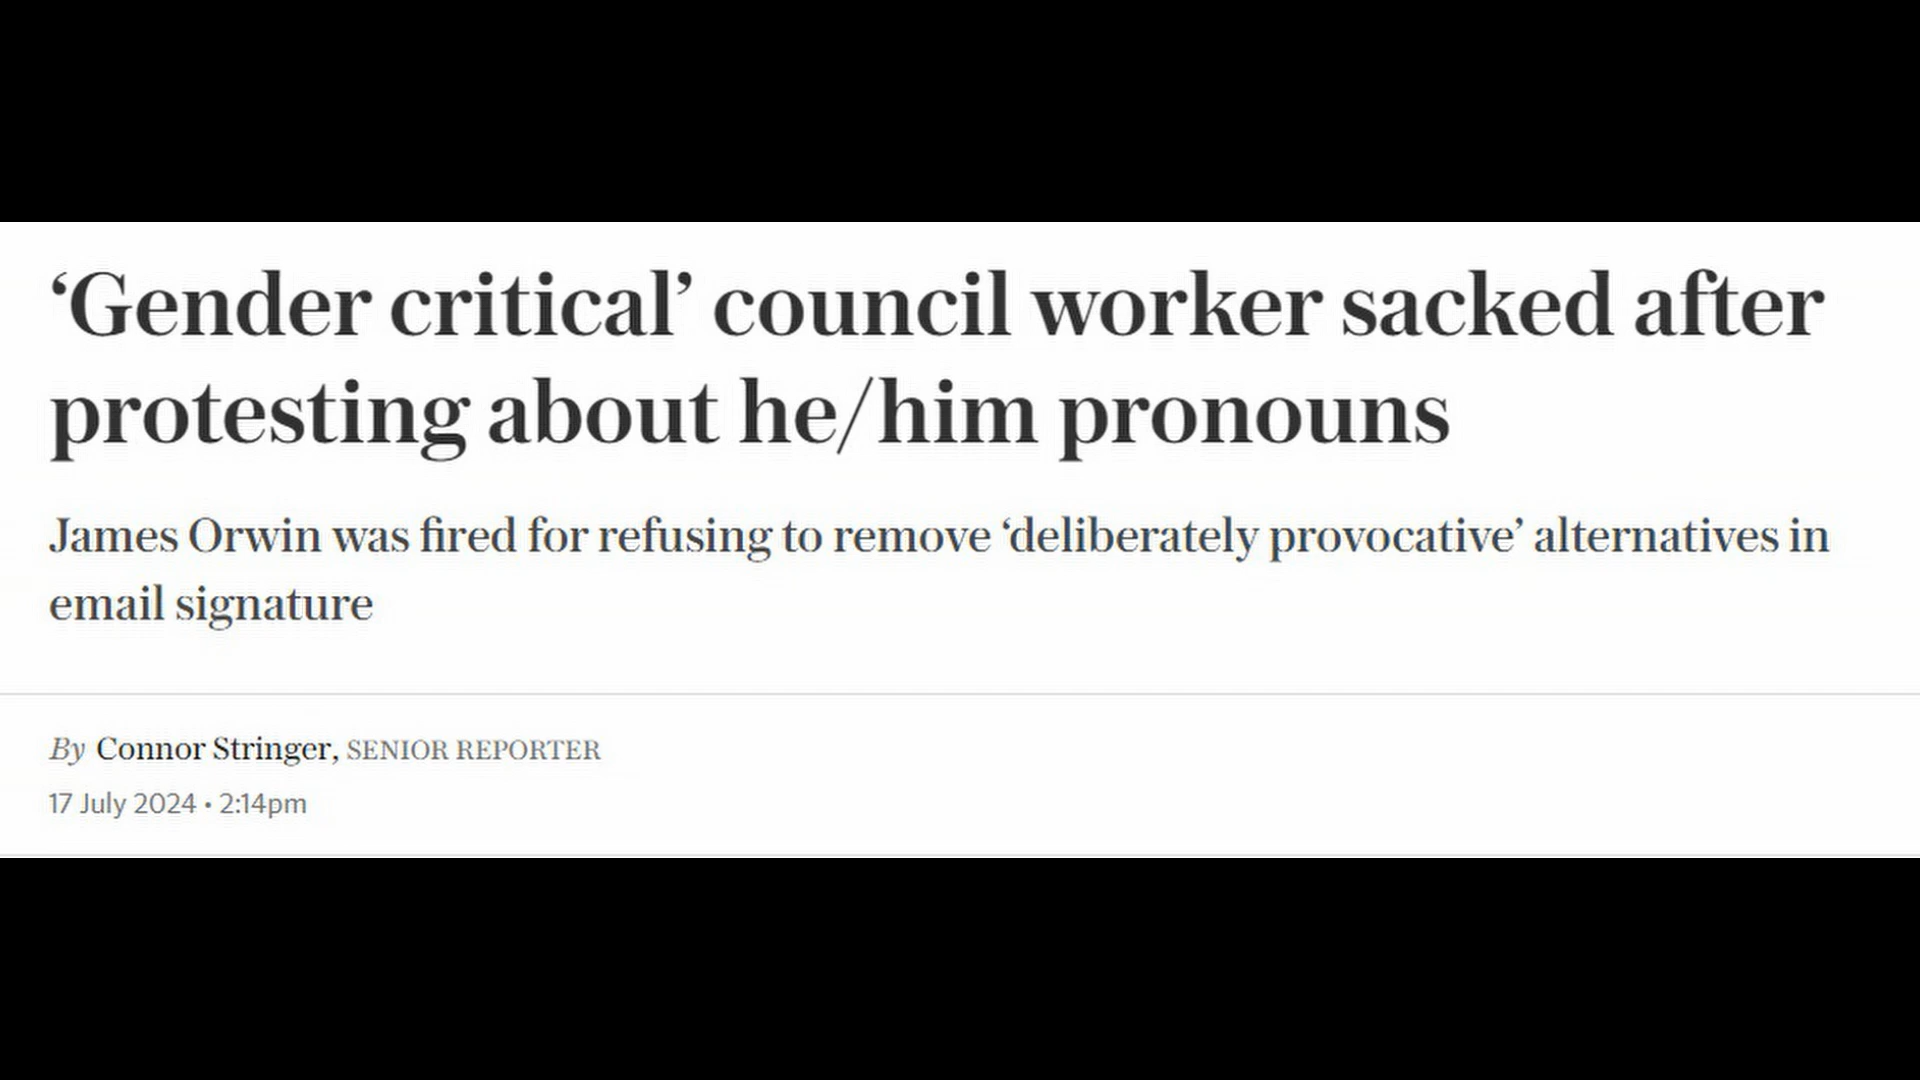 ‘Gender critical’ council worker sacked after
protesting about he/him pronouns
James Orwin was fired for refusing to remove ‘deliberately provocative’ alternatives in
email signature
By Connor Stringer, SENIOR REPORTER
17 July 2024 • 2:14pm